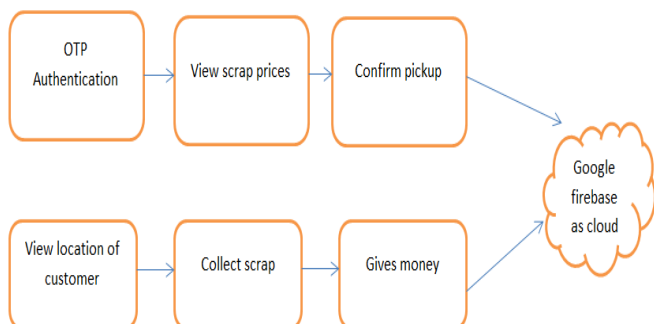 OTP
Authentication
View scrap prices
Confirm pickup
Google
firebase
as cloud
View location of
customer
Collect scrap
Gives money